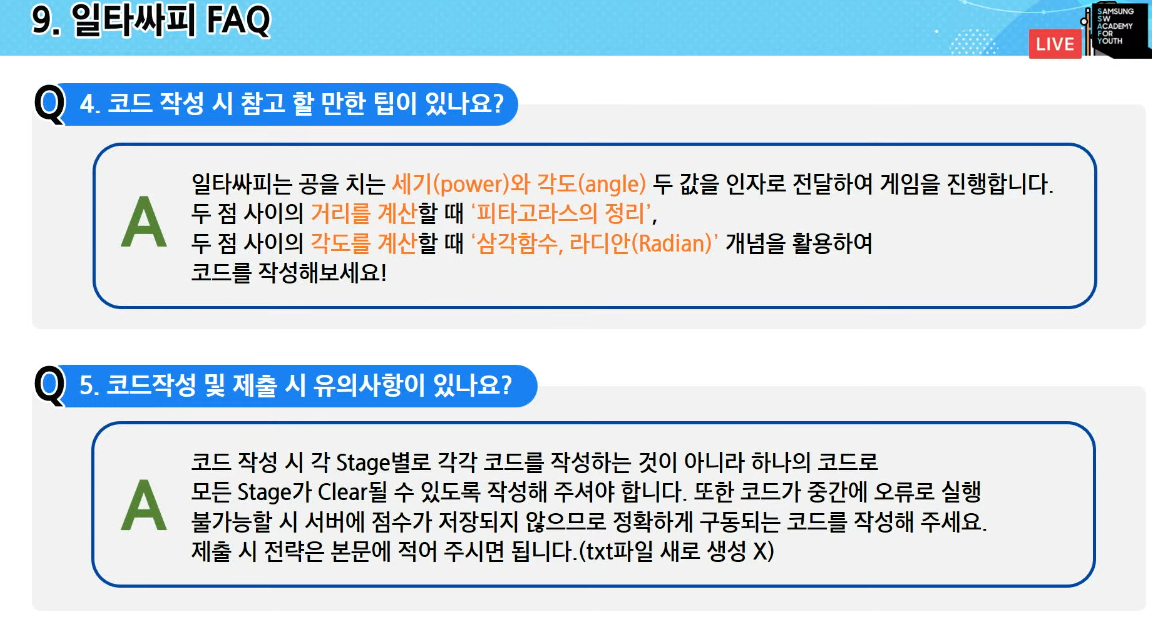 9. 일타싸피 FAQ
LIVE
SAMSUNG
SW
ACADEMY
FOR
YOUTH
Q 4. 코드 작성 시 참고 할 만한 팁이 있나요?
A
일타싸피는 공을 치는 세기(power)와 각도(angle) 두 값을 인자로 전달하여 게임을 진행합니다.
두 점 사이의 거리를 계산할 때 ‘피타고라스의 정리’,
두 점 사이의 각도를 계산할 때 ‘삼각함수, 라디안(Radian)’ 개념을 활용하여
코드를 작성해보세요!
Q 5. 코드작성 및 제출 시 유의사항이 있나요?
A
코드 작성 시 각 Stage별로 각각 코드를 작성하는 것이 아니라 하나의 코드로
모든 Stage가 Clear될 수 있도록 작성해 주셔야 합니다. 또한 코드가 중간에 오류로 실행
불가능할 시 서버에 점수가 저장되지 않으므로 정확하게 구동되는 코드를 작성해 주세요.
제출 시 전략은 본문에 적어 주시면 됩니다.(txt파일 새로 생성 X)